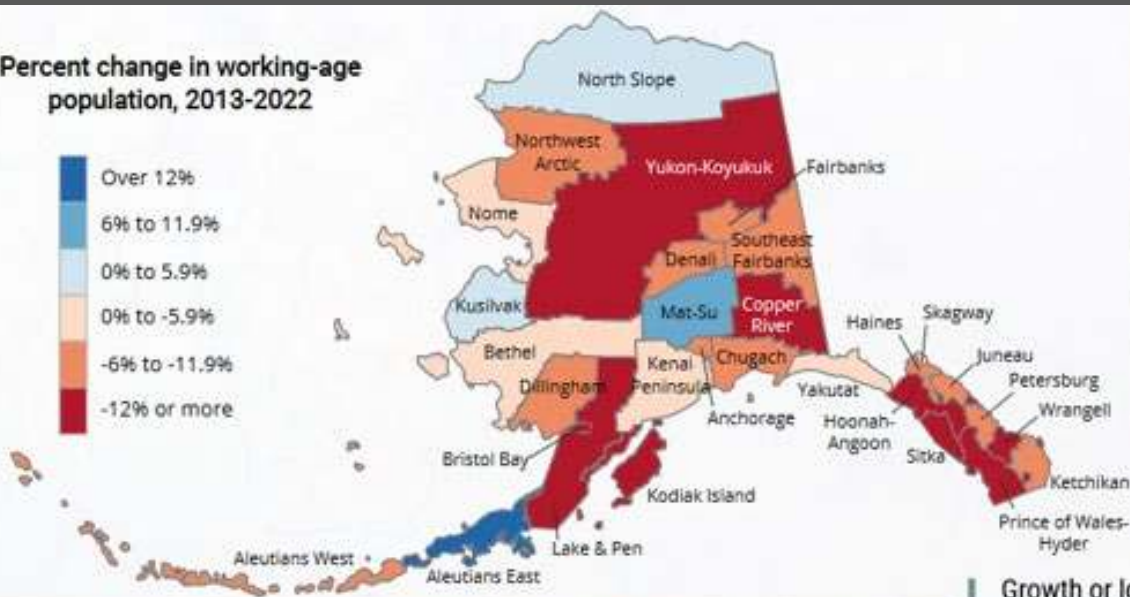 Percent change in working-age
population, 2013-2022
Over 12%
6% to 11.9%
0% to 5.9%
0% to -5.9%
-6% to -11.9%
-12% or more
North Slope
Northwest
Arctic
Yukon-Koyukuk
Fairbanks
Nome
Southeast
Fairbanks
Denali
Kusilvak
Mat-Su
Copper
River
Haines
Skagway
Bethel
Kenai
Peninsula
Chugach
Juneau
Dillingham
Yakutat
Petersburg
Anchorage
Wrangell
Hoonah-
Angoon
Bristol Bay
Sitka
Kodiak Island
Ketchikan
Prince of Wales-
Hyder
Lake & Pen
Aleutians West
Aleutians East
Growth or lo